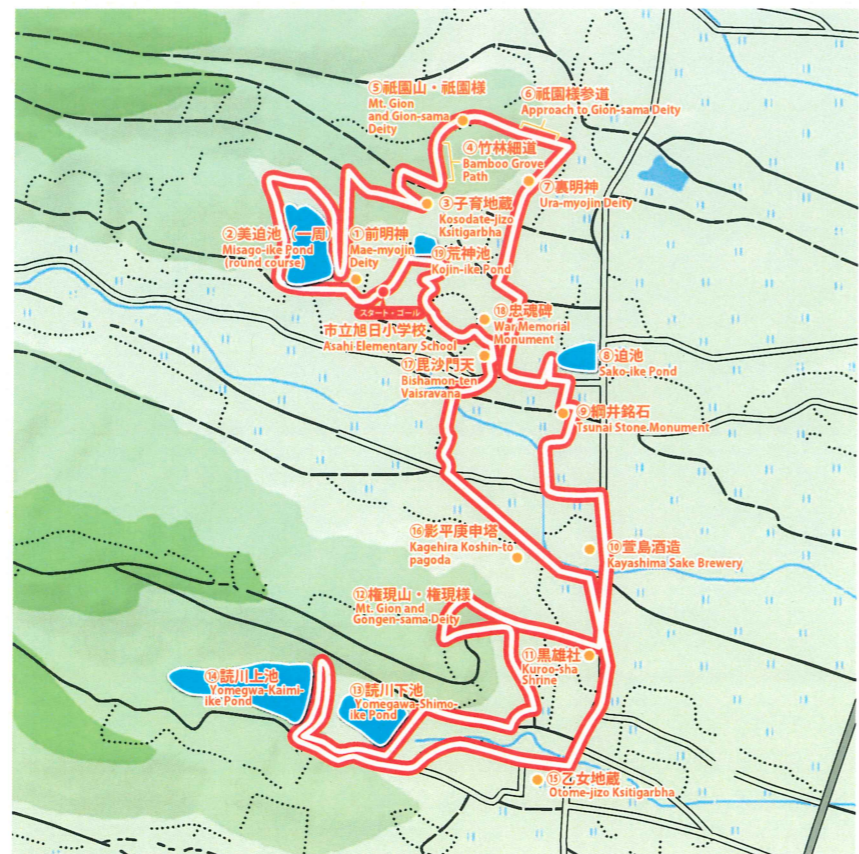 ⑤祇園山・祇園様
Mt. Gion
and Gion-sama
Deity
⑥祇園様参道
Approach to Gion-sama Deity
④竹林細道
Bamboo Grove
Path
⑦裏明神
Ura-myojin Deity
③子育地蔵
Kosodate-jizo
Ksitigarbha
②美迫池（一周）
Misago-ike Pond
(round course)
①前明神
Mae-myojin
Deity
⑲荒神池
Kojin-ike Pond
スタート・ゴール
市立旭日小学校
Asahi Elementary School
⑱忠魂碑
War Memorial
Monument
⑰毘沙門天
Bishamon-ten
Vaisravana
⑧迫池
Sako-ike Pond
⑨綱井銘石
Tsunai Stone Monument
⑯影平庚申塔
Kagehira Koshin-to
pagoda
⑩萱島酒造
Kayashima Sake Brewery
⑫権現山・権現様
Mt. Gion and
Gongen-sama Deity
⑪黒雄社
Kuroo-sha
Shrine
⑭読川上池
Yomegwa-Kaimi-
ike Pond
⑬読川下池
Yomegawa-Shimo-
ike Pond
⑮乙女地蔵
Otome-jizo Ksitigarbha